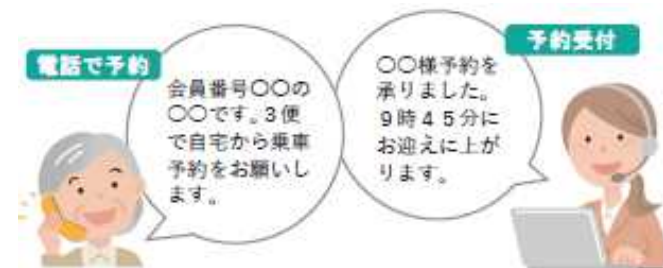 電話で予約
会員番号〇〇の
〇〇です。3便
で自宅から乗車
予約をお願いし
ます。
予約受付
〇〇様予約を
承りました。
9時45分に
お迎えに上が
ります。